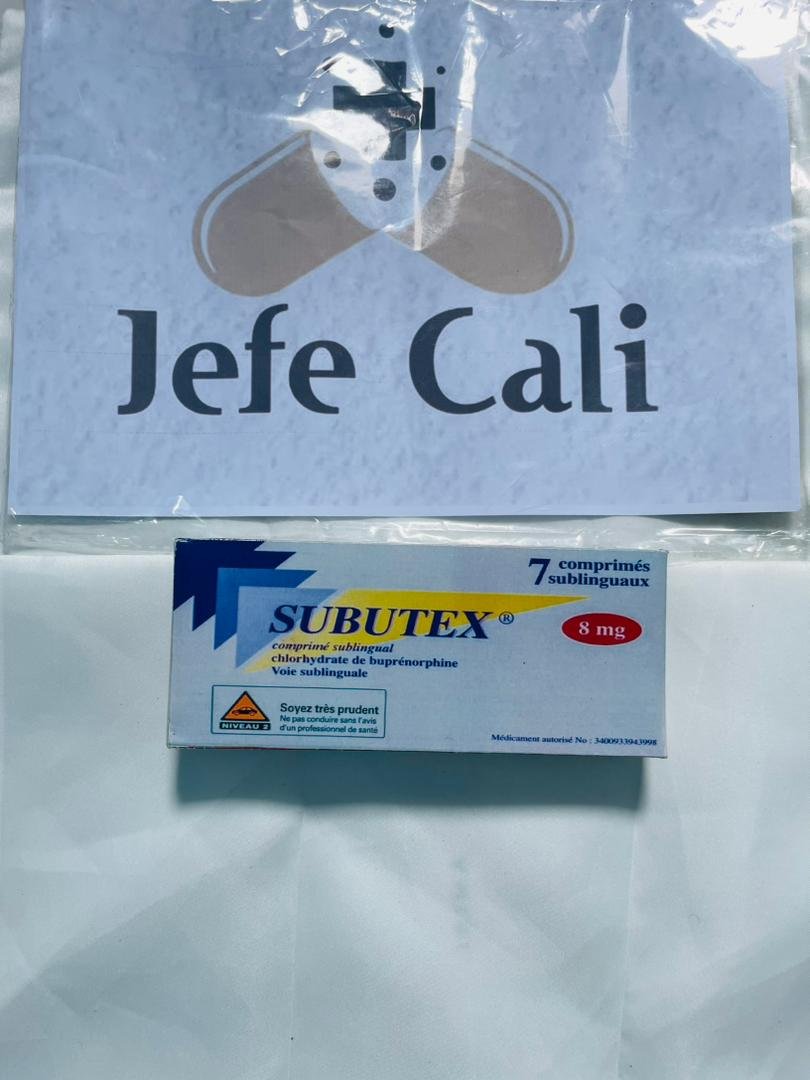 Jefe Cali
7 comprimés
sublinguaux
SUBUTEX®
8 mg
comprimé sublingual
chlorhydrate de buprénorphine
Voie sublinguale
Soyez très prudent
Ne pas conduire sans l'avis
d'un professionnel de santé
NIVEAU 2
Médicament autorisé No : 3400933943998